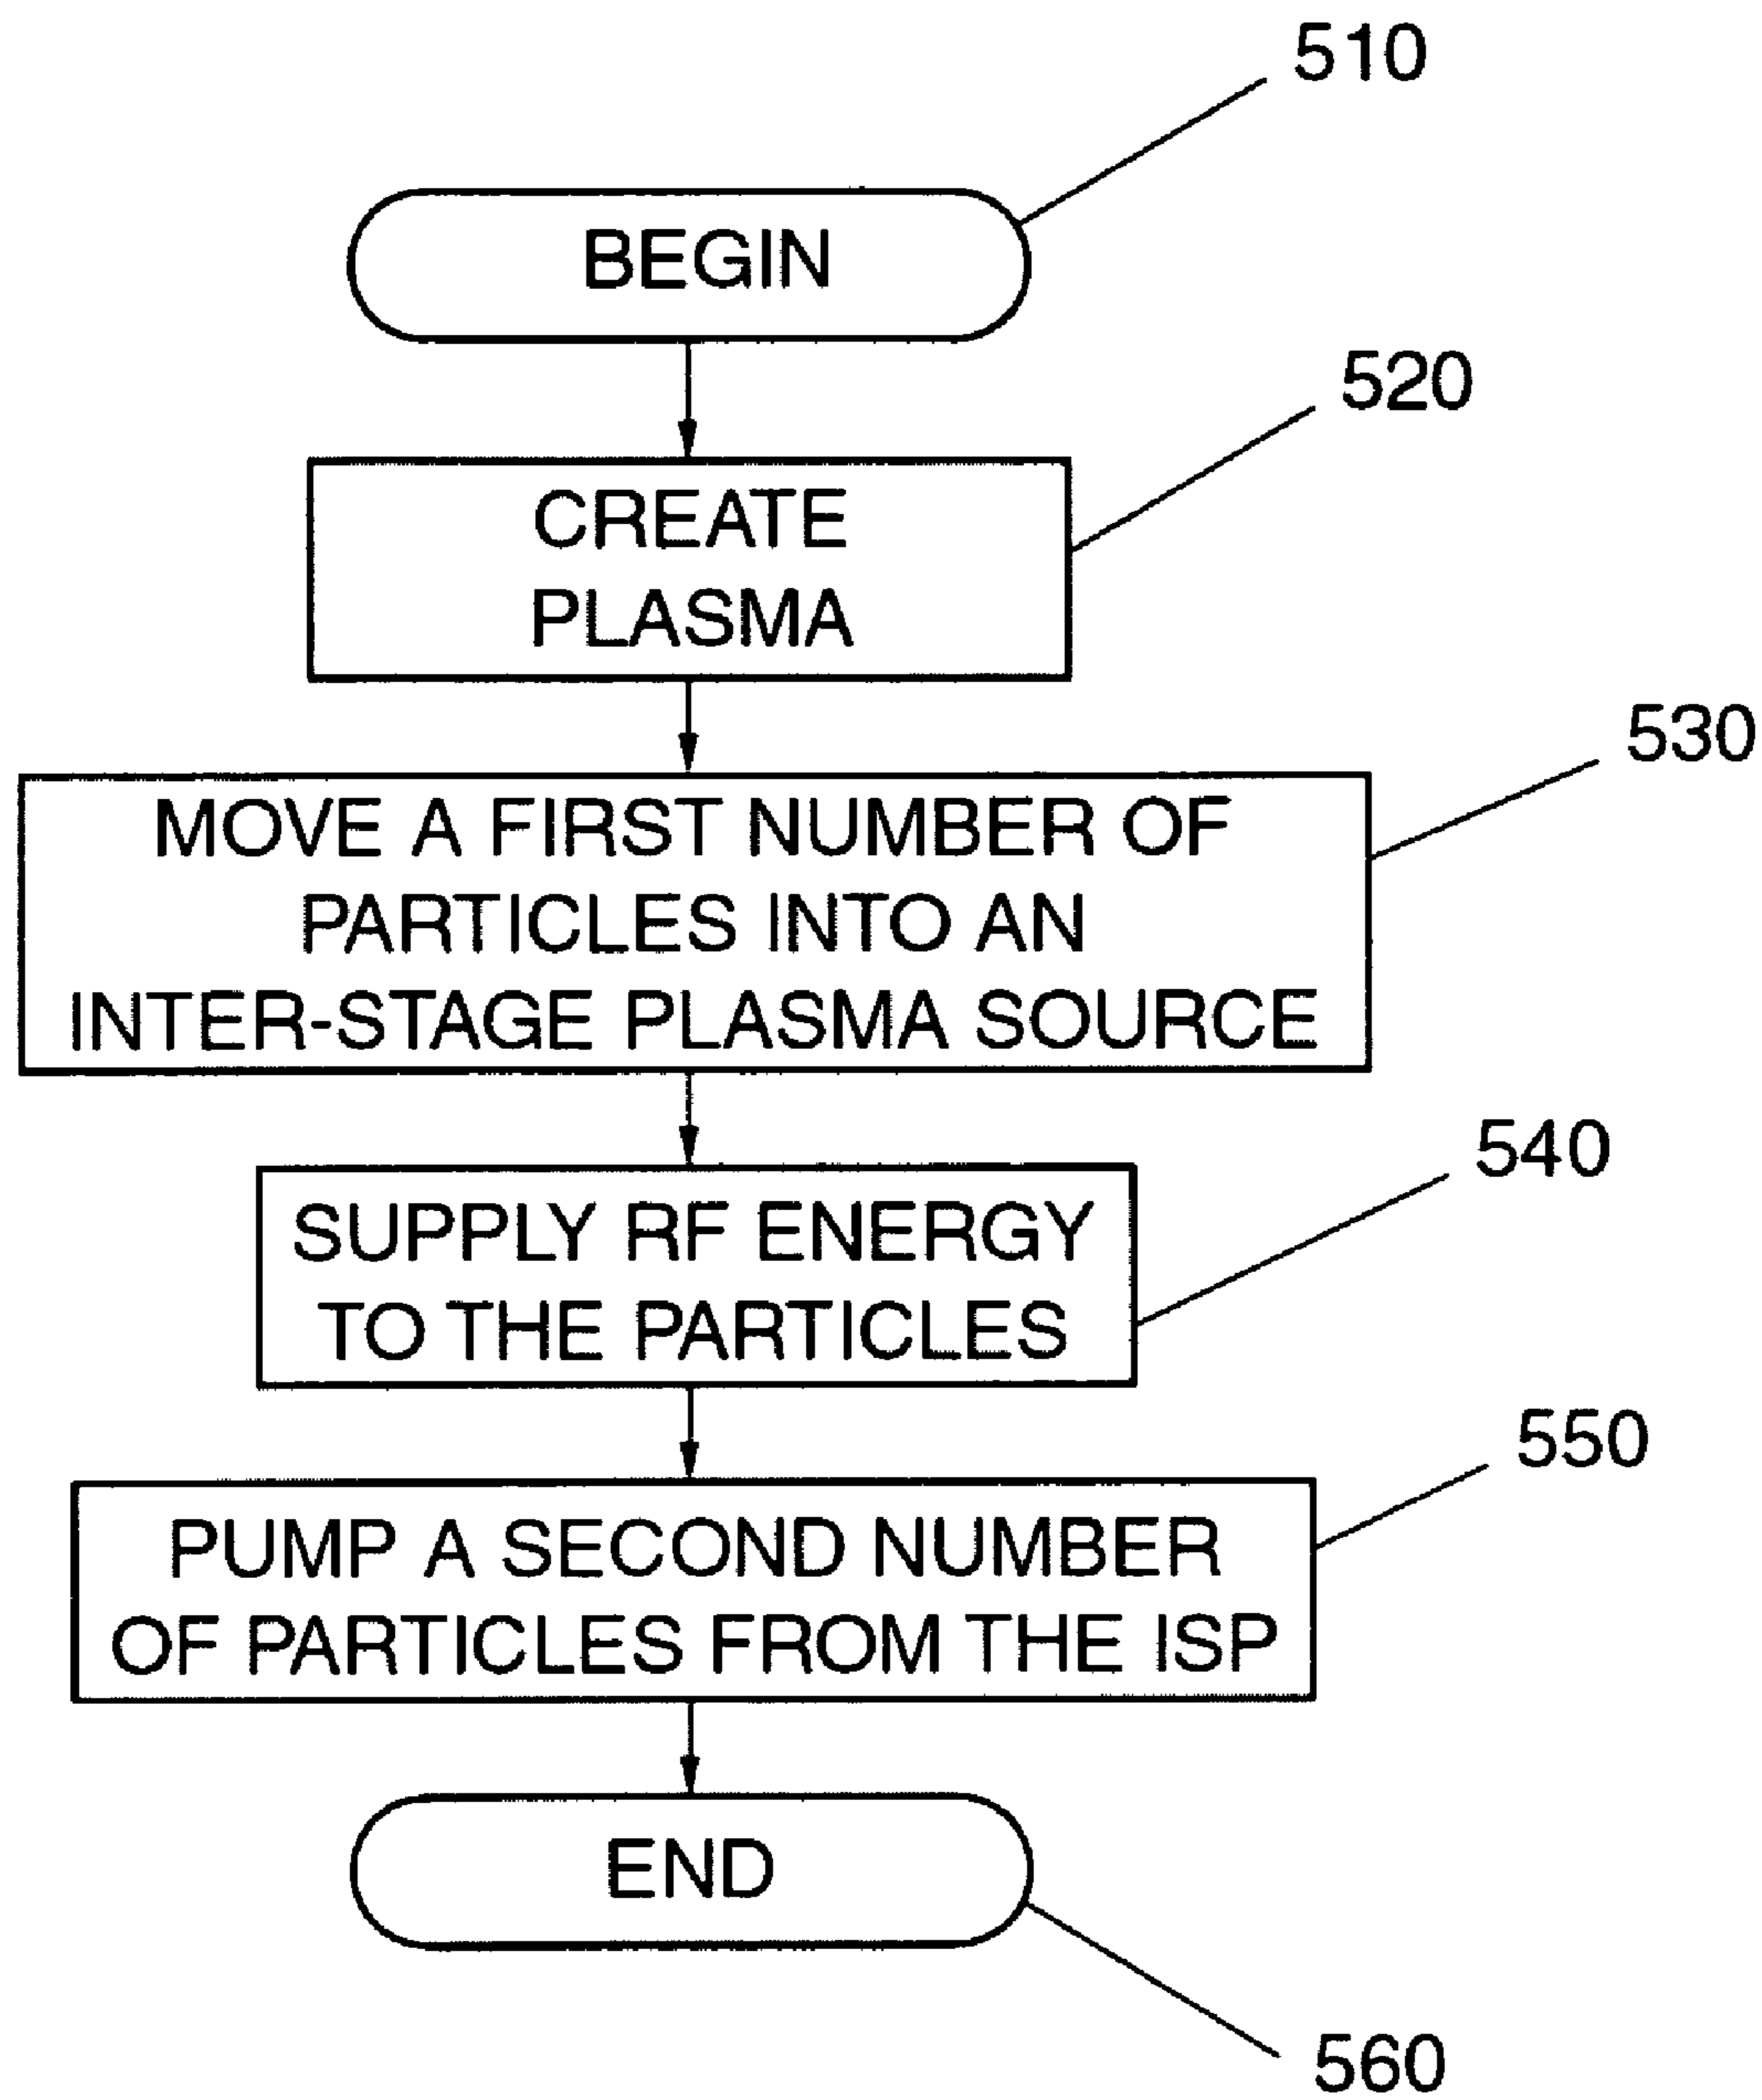 510
BEGIN
520
CREATE
PLASMA
530
MOVE A FIRST NUMBER OF
PARTICLES INTO AN
INTER-STAGE PLASMA SOURCE
540
SUPPLY RF ENERGY
TO THE PARTICLES
550
PUMP A SECOND NUMBER
OF PARTICLES FROM THE ISP
END
560